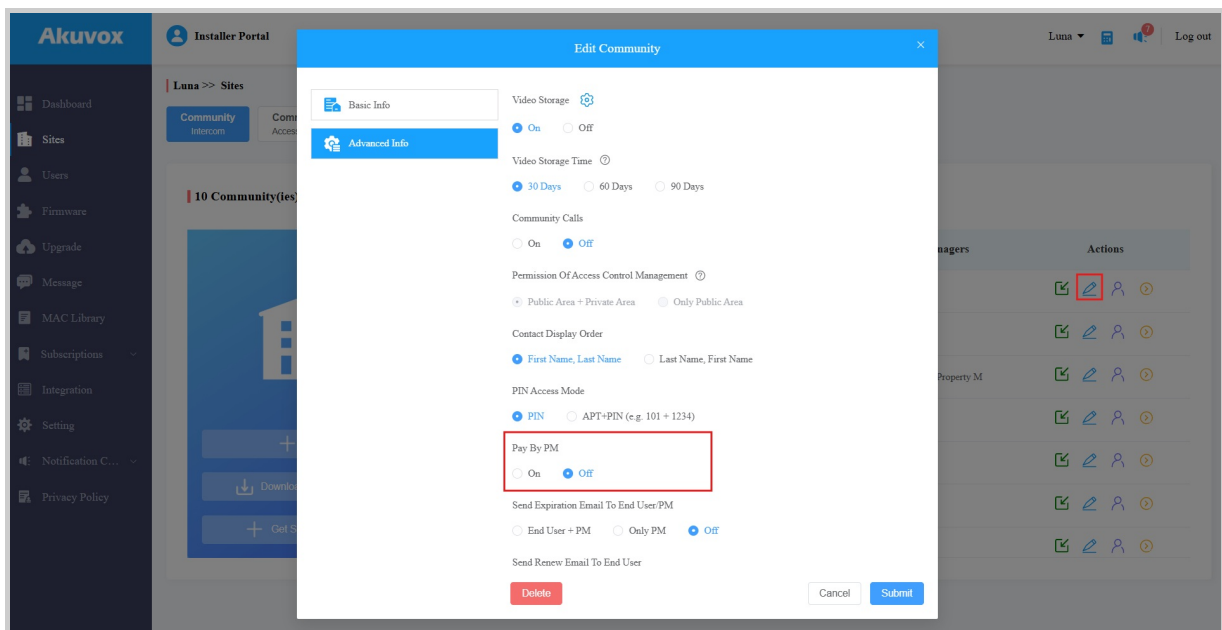 Akuvox
Installer Portal
Luna
7
Log out
Edit Community
Luna >> Sites
Community
Intercom
Dashboard
Sites
Users
Firmware
Upgrade
Message
MAC Library
Subscriptions
Integration
Setting
Notification C...
Privacy Policy
10 Community(ies)
Basic Info
Advanced Info
Video Storage
On Off
Video Storage Time
30 Days 60 Days 90 Days
Community Calls
On Off
Permission Of Access Control Management
Public Area + Private Area Only Public Area
Contact Display Order
First Name, Last Name Last Name, First Name
PIN Access Mode
PIN APT+PIN (e.g. 101 + 1234)
Pay By PM
On Off
Send Expiration Email To End User/PM
End User + PM Only PM Off
Send Renew Email To End User
Delete Cancel Submit
Actions
Property M